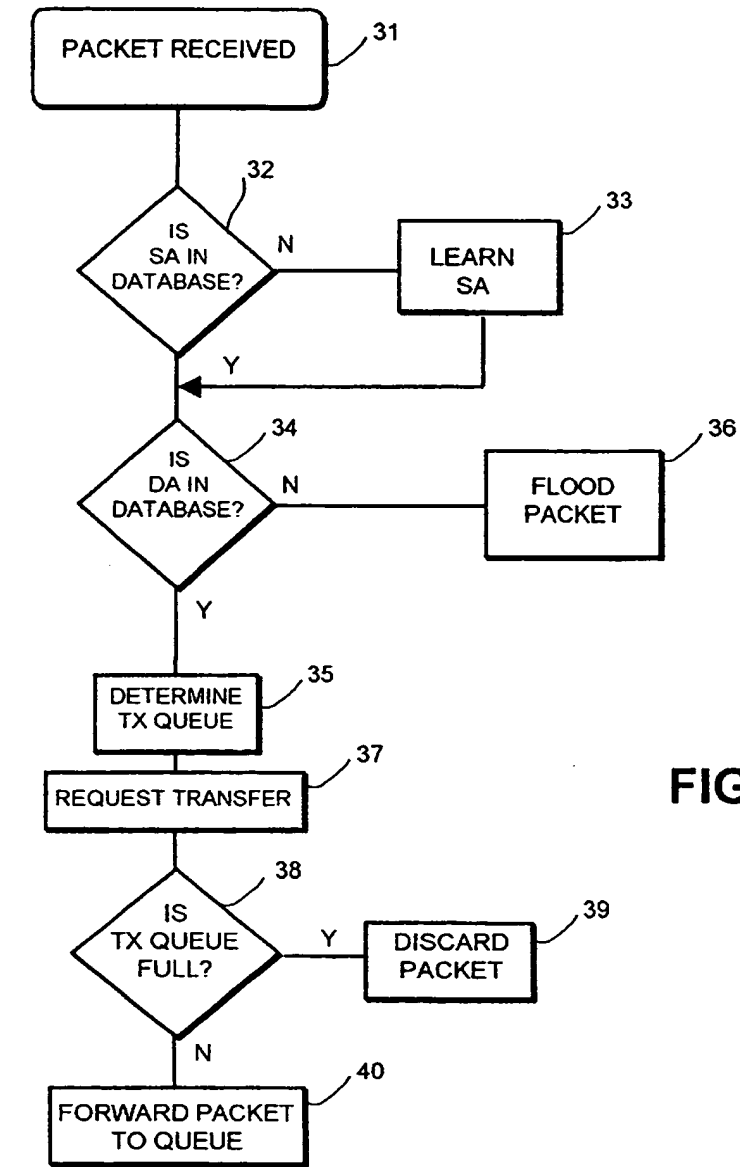 PACKET RECEIVED
31
32
IS
SA IN
DATABASE?
N
33
LEARN
SA
Y
34
IS
DA IN
DATABASE?
N
36
FLOOD
PACKET
Y
35
DETERMINE
TX QUEUE
37
REQUEST TRANSFER
FIG
38
IS
TX QUEUE
FULL?
Y
39
DISCARD
PACKET
N
40
FORWARD PACKET
TO QUEUE